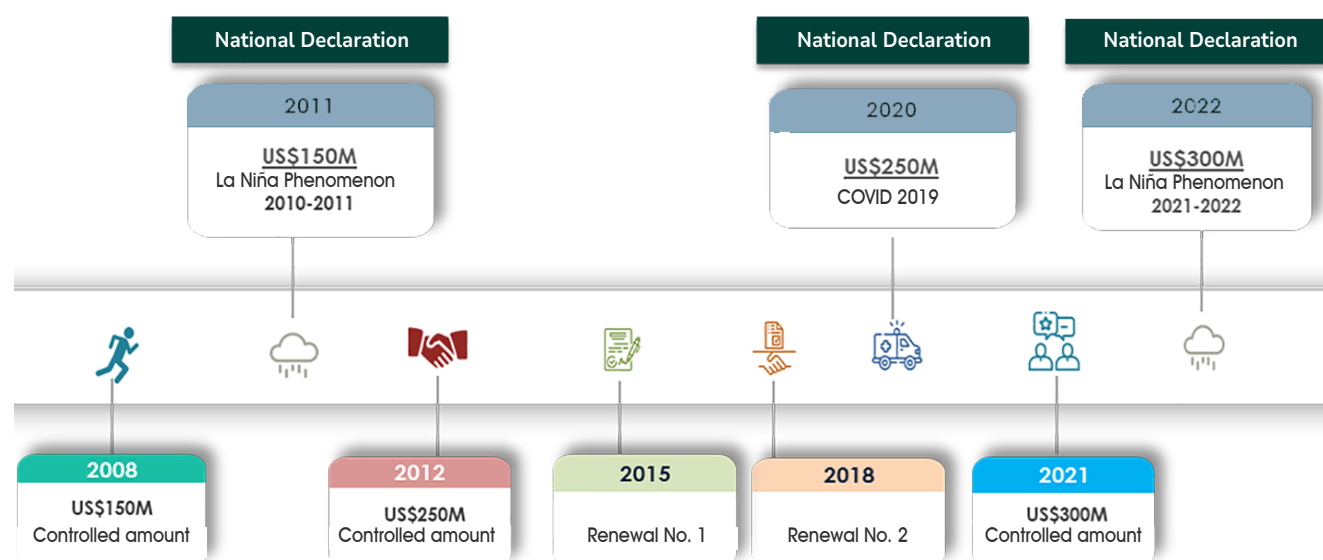 National Declaration
National Declaration
National Declaration
2011
US$150M
La Niña Phenomenon
2010-2011
2020
US$250M
COVID 2019
2022
US$300M
La Niña Phenomenon
2021-2022
2008
US$150M
Controlled amount
2012
US$250M
Controlled amount
2015
Renewal No. 1
2018
Renewal No. 2
2021
US$300M
Controlled amount